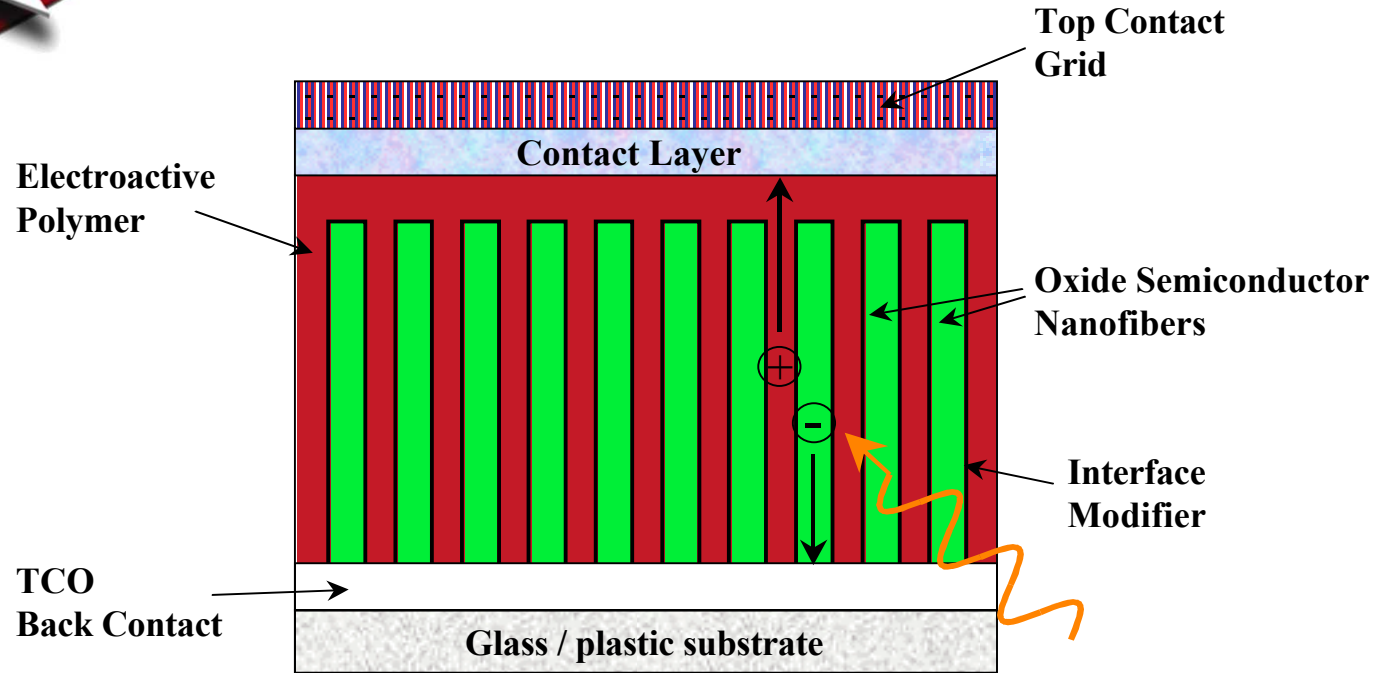 Top Contact
Grid
Contact Layer
Electroactive
Polymer
Oxide Semiconductor
Nanofibers
+
-
Interface
Modifier
TCO
Back Contact
Glass / plastic substrate